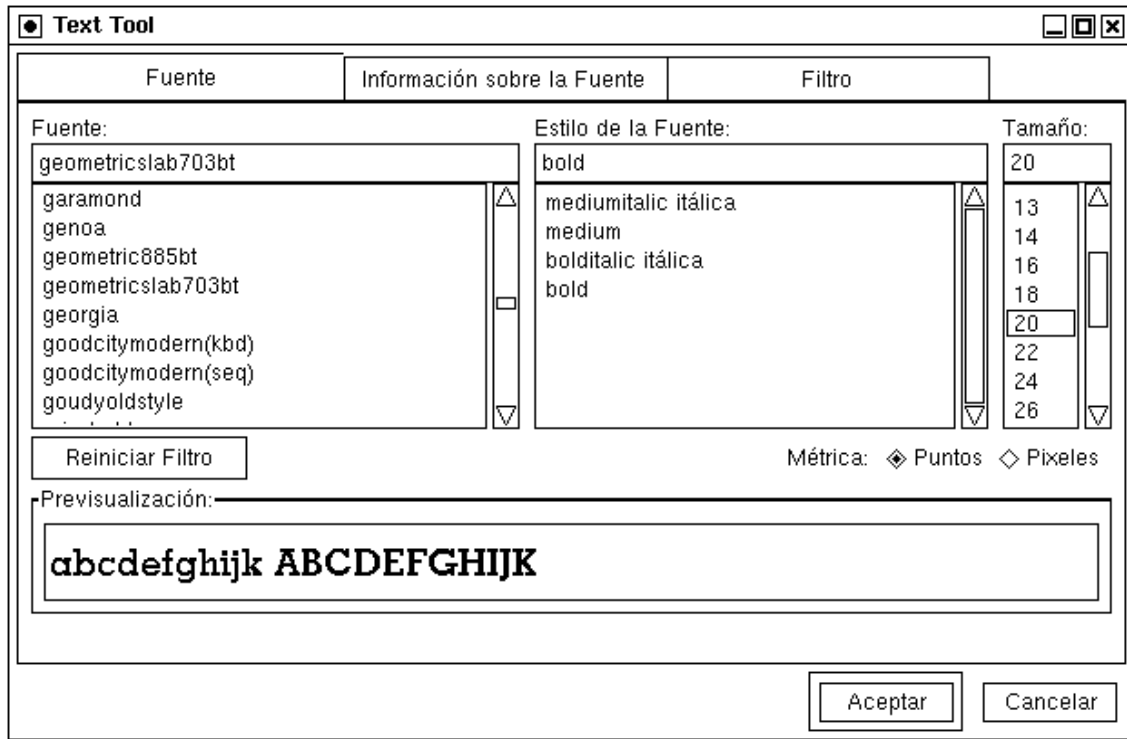 Text Tool
Fuente
Información sobre la Fuente
Filtro
Fuente:
Estilo de la Fuente:
Tamaño:
geometricslab703bt
bold
20
garamond
genoa
geometric885bt
geometricslab703bt
georgia
goodcitymodern(kbd)
goodcitymodern(seq)
goudyoldstyle
mediumitalic itálica
medium
bolditalic itálica
bold
13
14
16
18
20
22
24
26
Reiniciar Filtro
Métrica: Puntos Pixeles
Previsualización:
abcdefghijk ABCDEFGHIJK
Aceptar
Cancelar